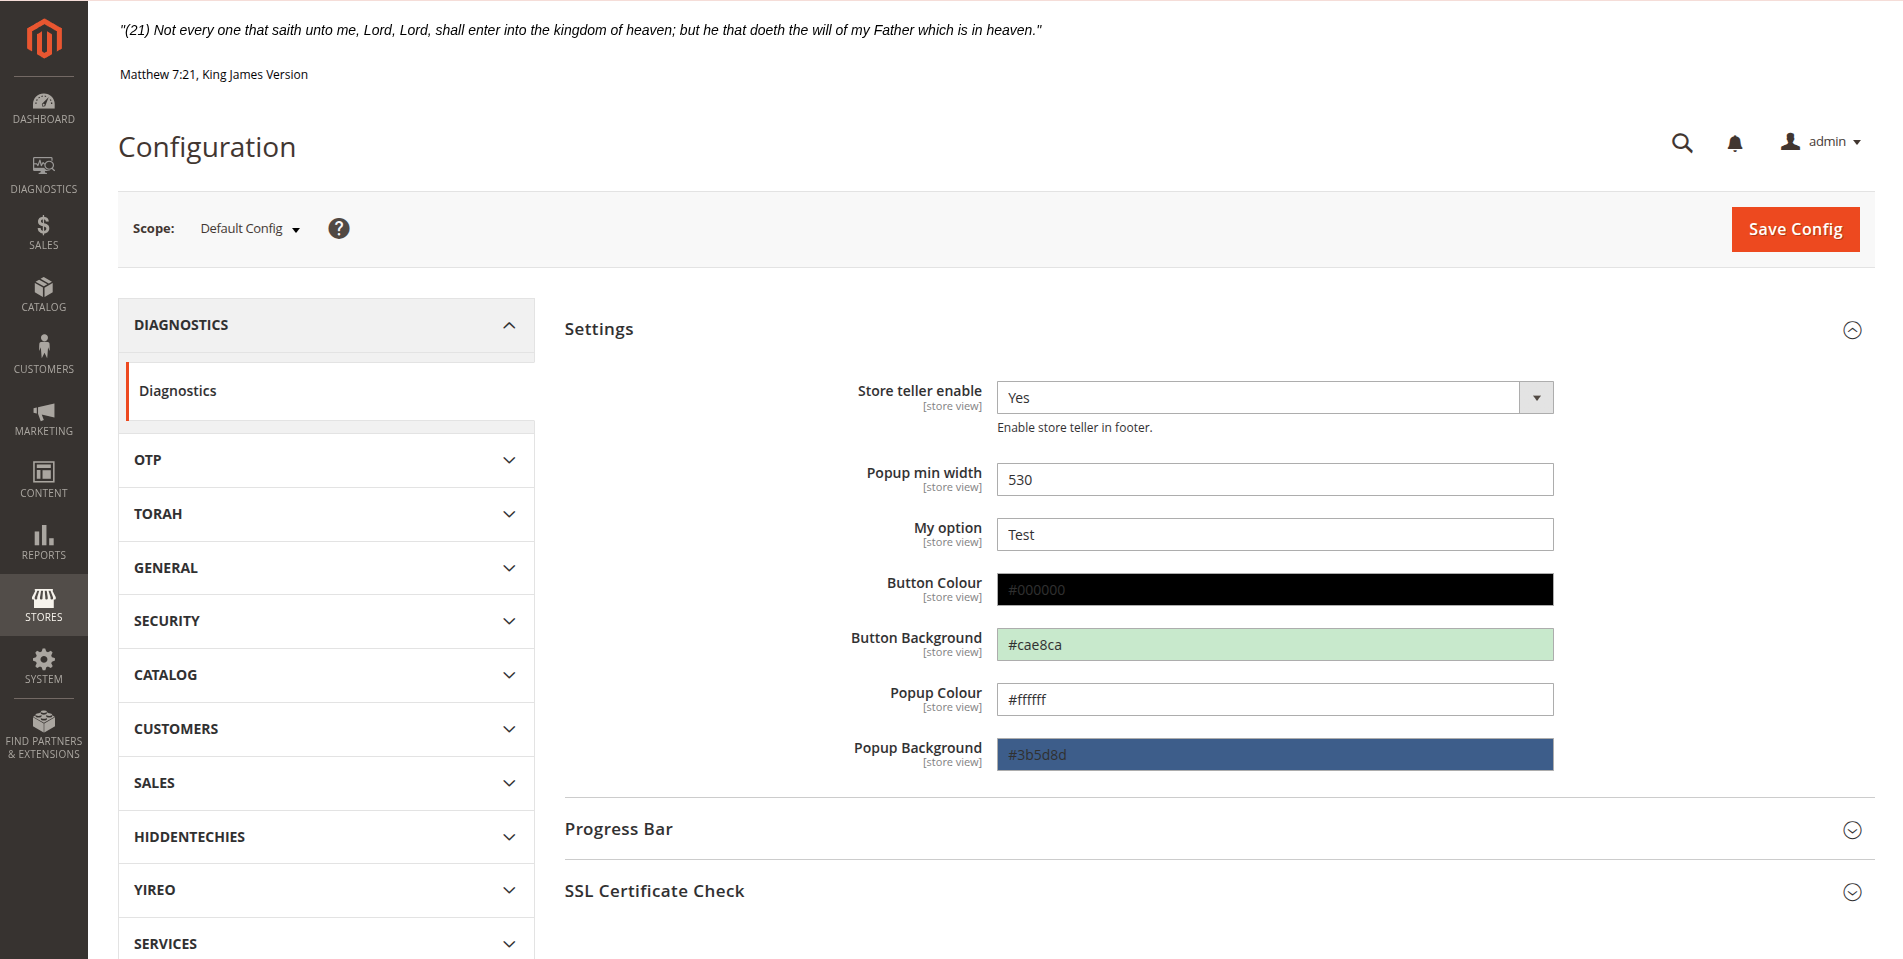 "(21) Not every one that saith unto me, Lord, Lord, shall enter into the kingdom of heaven; but he that doeth the will of my Father which is in heaven."
Matthew 7:21, King James Version
Configuration
admin
Scope: Default Config ?
Save Config
DASHBOARD
DIAGNOSTICS
$
SALES
CATALOG
CUSTOMERS
MARKETING
CONTENT
REPORTS
STORES
SYSTEM
FIND PARTNERS
& EXTENSIONS
DIAGNOSTICS
Diagnostics
OTP
TORAH
GENERAL
SECURITY
CATALOG
CUSTOMERS
SALES
HIDDENTECHIES
YIREO
SERVICES
Settings
Store teller enable
[store view]
Yes
Enable store teller in footer.
Popup min width
[store view]
530
My option
[store view]
Test
Button Colour
[store view]
#000000
Button Background
[store view]
#cae8ca
Popup Colour
[store view]
#ffffff
Popup Background
[store view]
#3b5d8d
Progress Bar
SSL Certificate Check